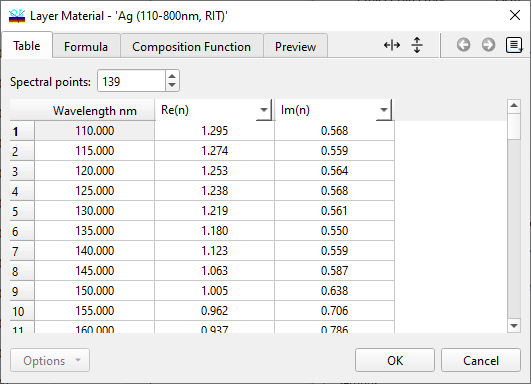 Layer Material - 'Ag (110-800nm, RIT)'
Table Formula Composition Function Preview
Spectral points: 139
Wavelength nm Re(n) Im(n)
1 110.000 1.295 0.568
2 115.000 1.274 0.559
3 120.000 1.253 0.564
4 125.000 1.238 0.568
5 130.000 1.219 0.561
6 135.000 1.180 0.550
7 140.000 1.123 0.559
8 145.000 1.063 0.587
9 150.000 1.005 0.638
10 155.000 0.962 0.706
11 160.000 0.937 0.786
Options OK Cancel